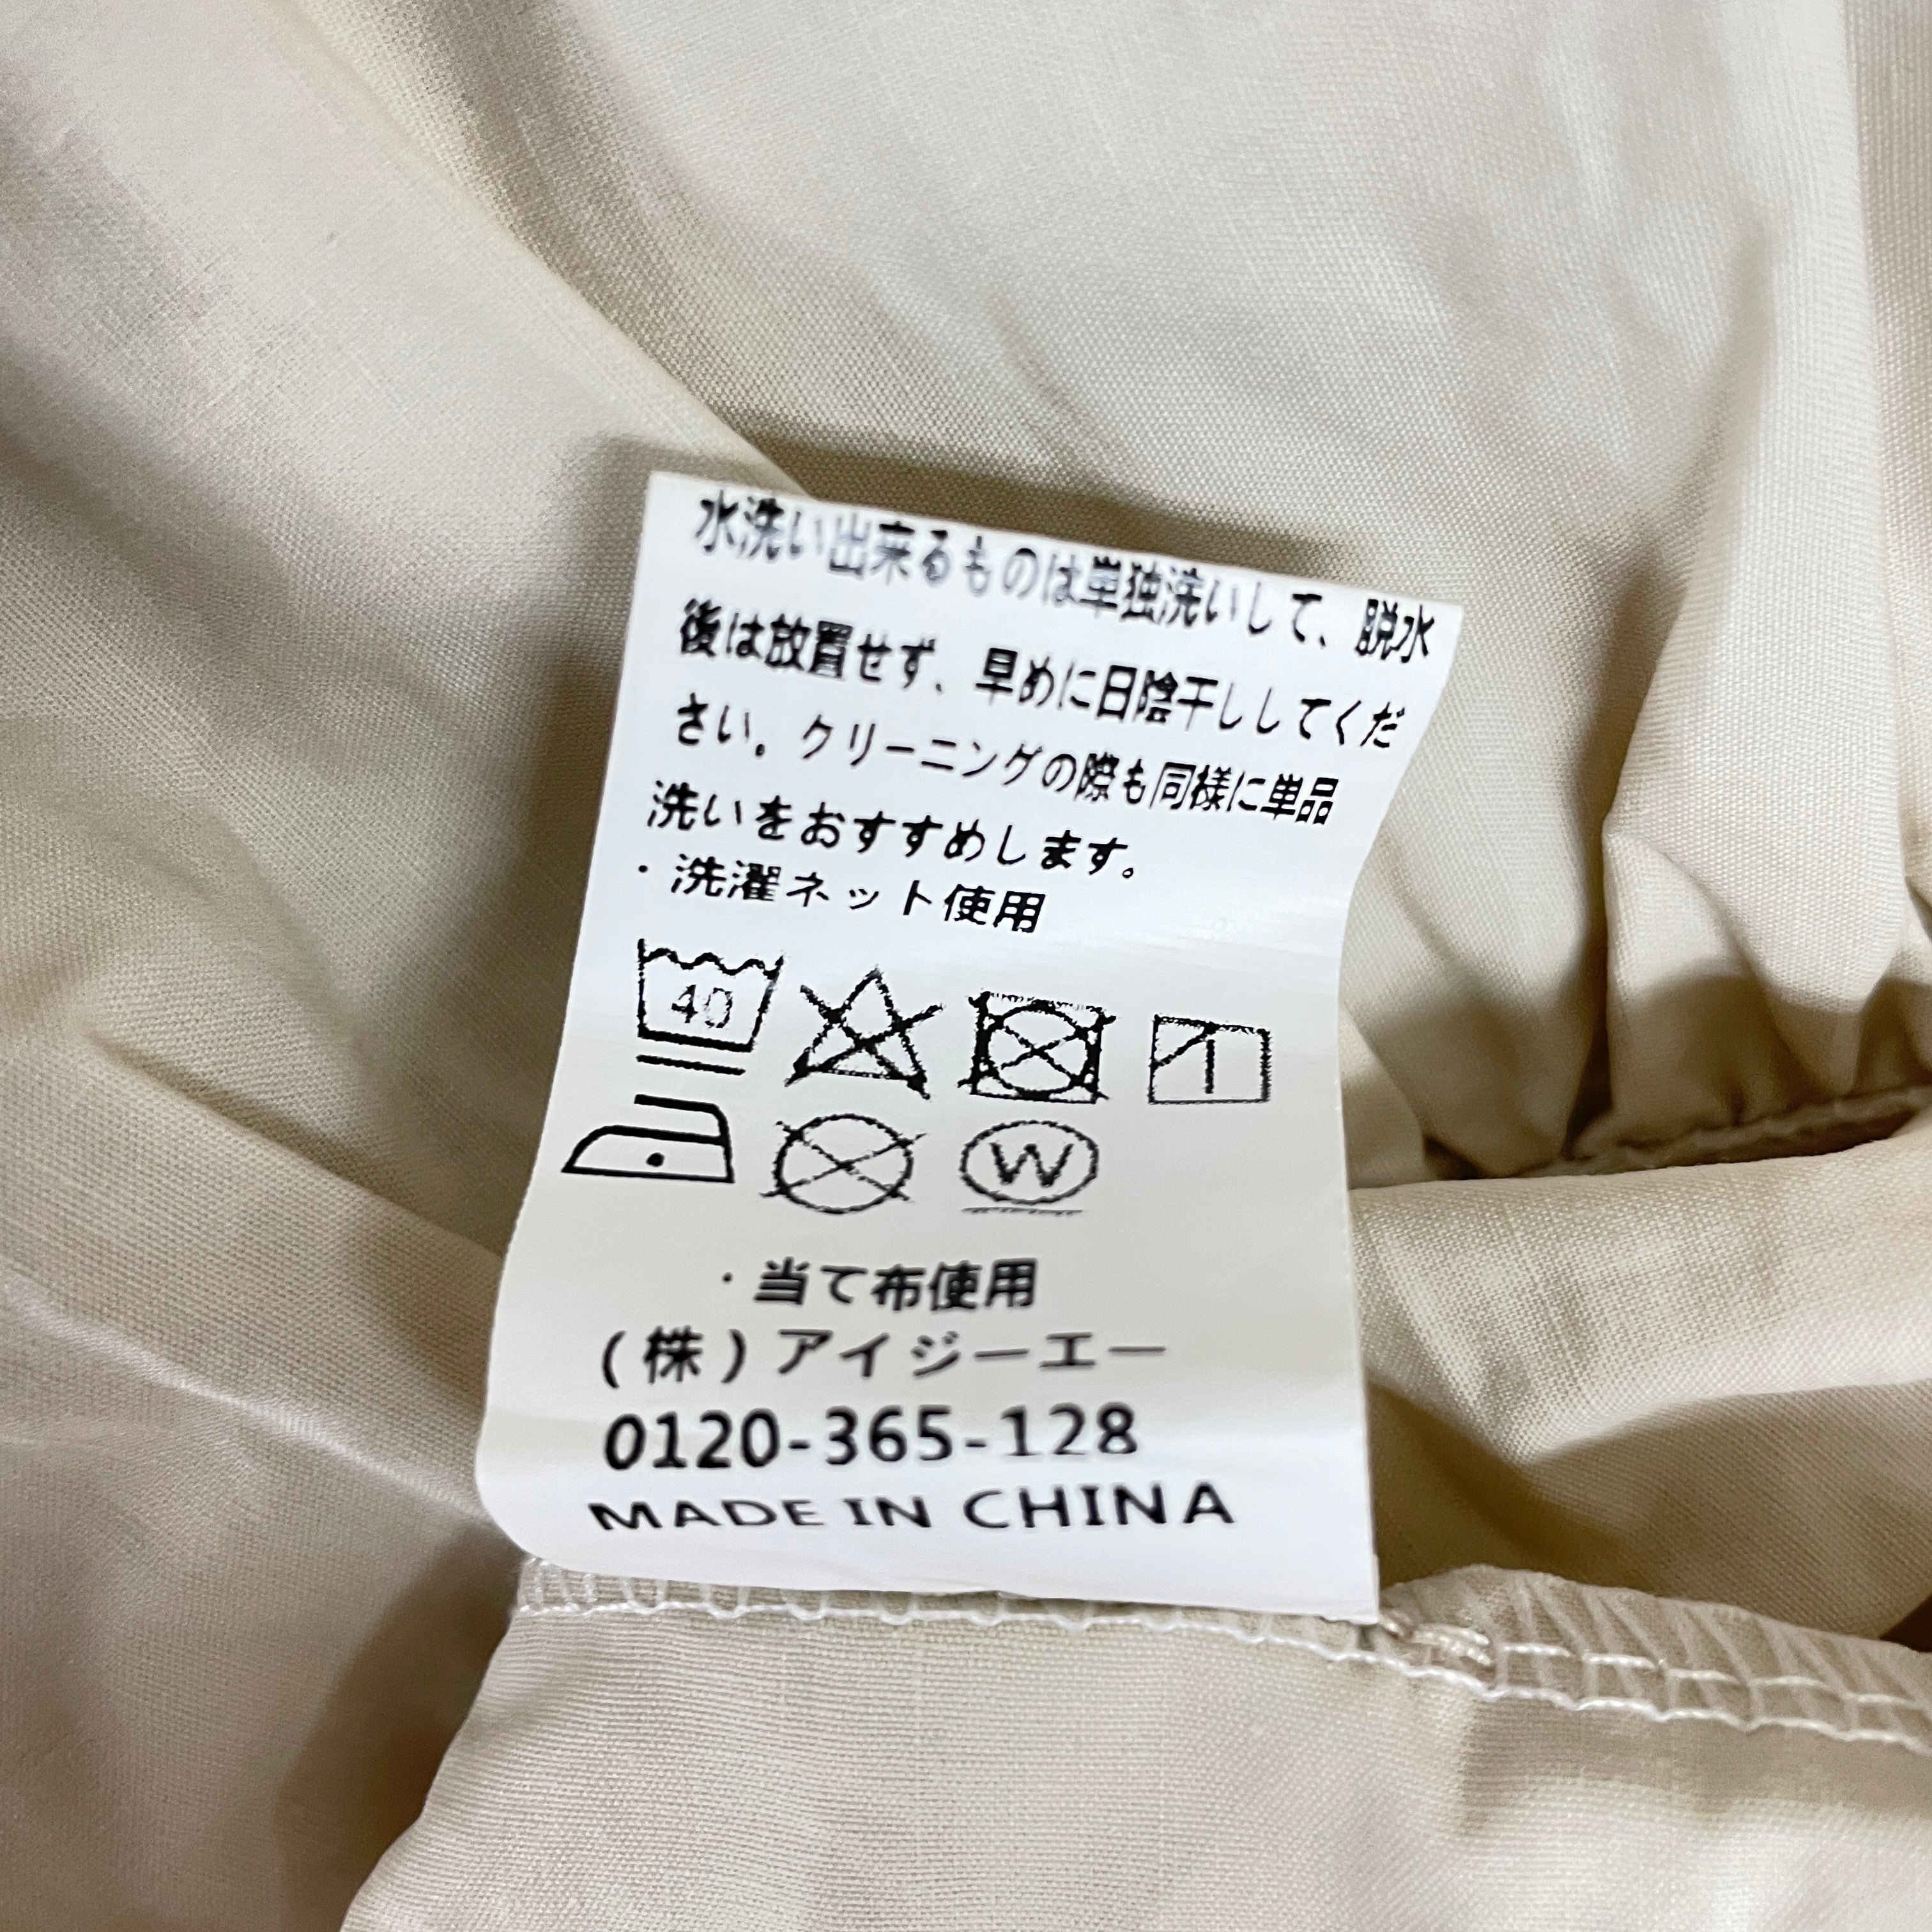 水洗い出来るものは単独洗いして、脱水
後は放置せず、早めに日陰干ししてくだ
さい。クリーニングの際も同様に単品
洗いをおすすめします。
・洗濯ネット使用
40
W
・当て布使用
(株)アイジーエー
0120-365-128
MADE IN CHINA